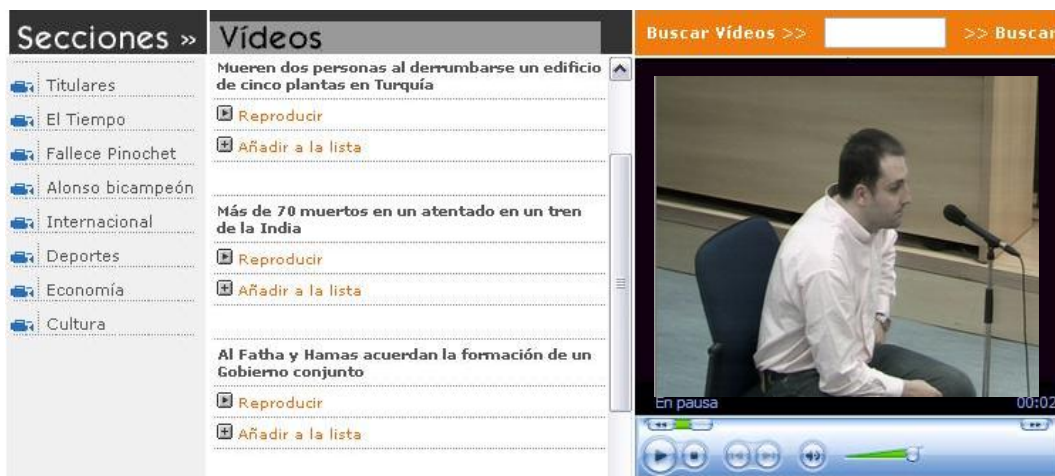 Secciones »
Titulares
El Tiempo
Fallece Pinochet
Alonso bicampeón
Internacional
Deportes
Economía
Cultura
Vídeos
Mueren dos personas al derrumbarse un edificio
de cinco plantas en Turquía
Reproducir
Añadir a la lista
Más de 70 muertos en un atentado en un tren
de la India
Reproducir
Añadir a la lista
Al Fatha y Hamas acuerdan la formación de un
Gobierno conjunto
Reproducir
Añadir a la lista
Buscar Vídeos >> >> Buscar
En pausa 00:02